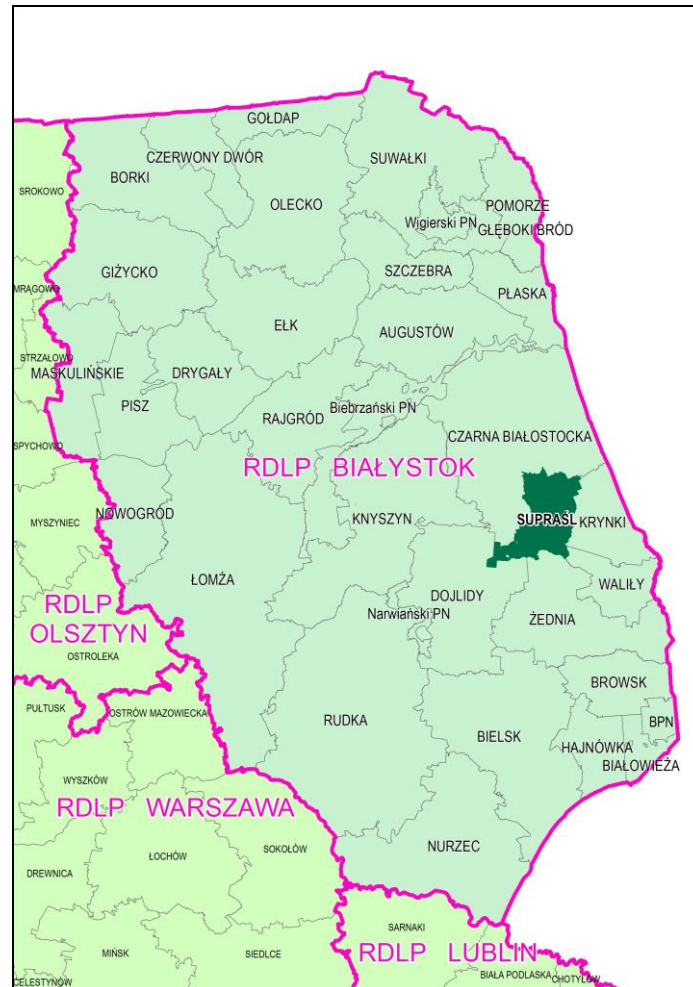 GOŁDAP
CZERWONY DWÓR
SUWAŁKI
BORKI
SROKOWO
OLECKO
POMORZE
Wigierski PN
GŁĘBOKI BRÓD
GIŻYCKO
SZCZEBRA
MRĄGOWO
PŁASKA
EŁK
AUGUSTÓW
STRZAŁOWO
MASKULIŃSKIE
DRYGAŁY
PISZ
RAJGRÓD
Biebrzański PN
CZARNA BIAŁOSTOCKA
SPYCHOWO
RDLP BIAŁYSTOK
NOWOGRÓD
KNYSZYN
SUPRAŚL
KRYNKI
MYSZYNIEC
ŁOMŻA
DOJLIDY
WALIŁY
RDLP
OLSZTYN
Narwiański PN
ŻEDNIA
OSTROLEKA
BROWSK
PUŁTUSK
OSTRÓW MAZOWIECKA
RUDKA
BIELSK
BPN
HAJNÓWKA
BIAŁOWIEŻA
WYSZKÓW
RDLP WARSZAWA
ŁOCHÓW
SOKOŁÓW
NURZEC
DREWNICA
SARNAKI
MIŃSK
SIEDLCE
RDLP LUBLIN
BIAŁA PODLASKA
CHOTYŁÓW
CELESTYNÓW